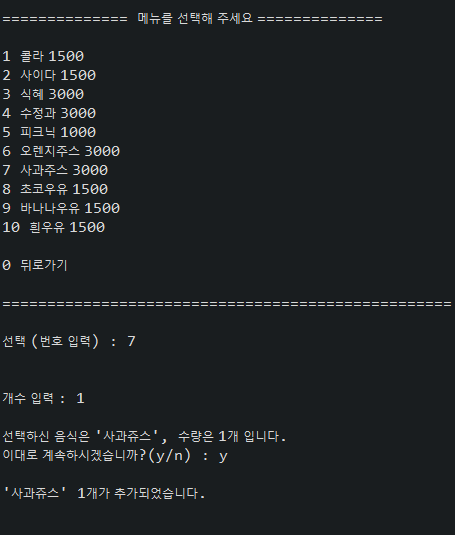 ============== 메뉴를 선택해 주세요 ==============
1 콜라 1500
2 사이다 1500
3 식혜 3000
4 수정과 3000
5 피크닉 1000
6 오렌지주스 3000
7 사과주스 3000
8 초코우유 1500
9 바나나우유 1500
10 흰우유 1500
0 뒤로가기
==================================================
선택 (번호 입력) : 7
개수 입력 : 1
선택하신 음식은 '사과쥬스', 수량은 1개 입니다.
이대로 계속하시겠습니까?(y/n) : y
'사과쥬스' 1개가 추가되었습니다.